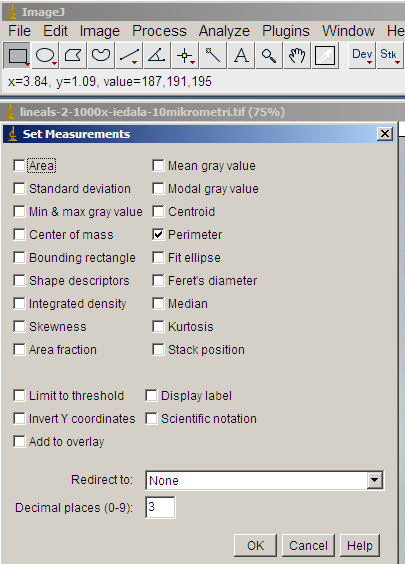 ImageJ
File Edit Image Process Analyze Plugins Window He
A Dev Stk
x=3.84, y=1.09, value=187,191,195
lineals-2-1000x-iedala-10mikrometri.tif (75%)
Set Measurements
Area Mean gray value
Standard deviation Modal gray value
Min & max gray value Centroid
Center of mass Perimeter
Bounding rectangle Fit ellipse
Shape descriptors Feret's diameter
Integrated density Median
Skewness Kurtosis
Area fraction Stack position
Limit to threshold Display label
Invert Y coordinates Scientific notation
Add to overlay
Redirect to: None
Decimal places (0-9): 3
OK Cancel Help